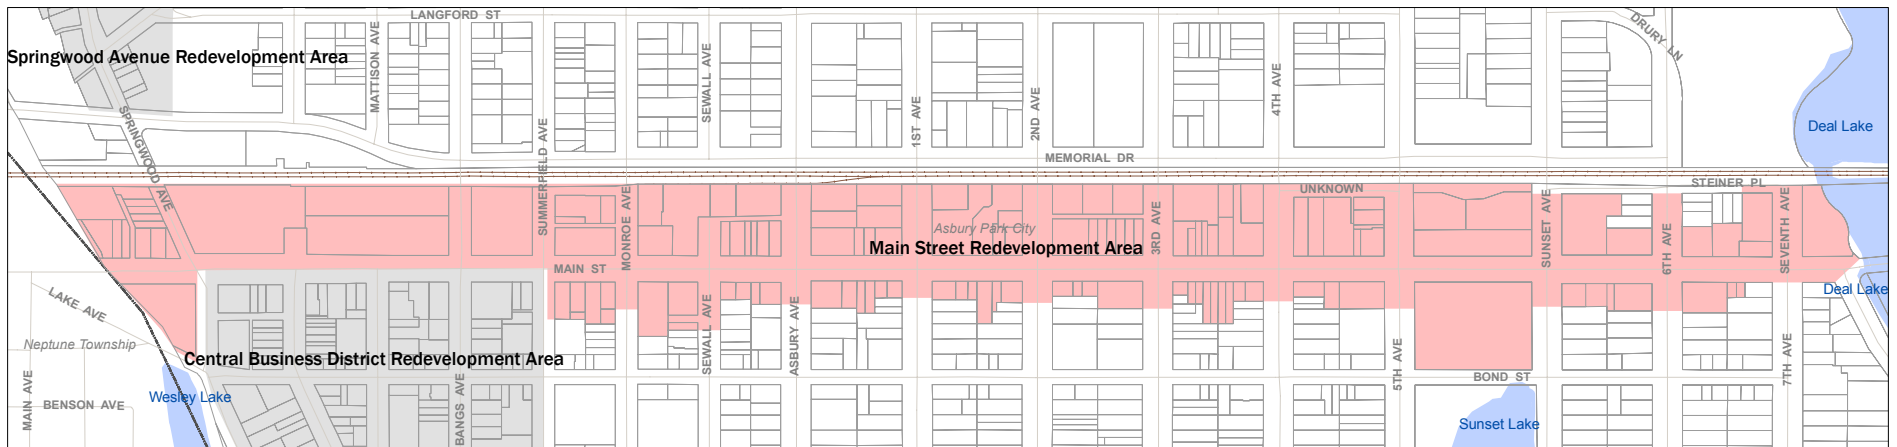 LANGFORD ST
DRURY LN
Springwood Avenue Redevelopment Area
MATTISON AVE
SEWALL AVE
1ST AVE
2ND AVE
4TH AVE
Deal Lake
SPRINGWOOD AVE
SUMMERFIELD AVE
MEMORIAL DR
UNKNOWN
STEINER PL
MONROE AVE
3RD AVE
SUNSET AVE
6TH AVE
SEVENTH AVE
Asbury Park City
Main Street Redevelopment Area
MAIN ST
Deal Lake
LAKE AVE
SEWALL AVE
ASBURY AVE
5TH AVE
7TH AVE
Neptune Township
Central Business District Redevelopment Area
BOND ST
MAIN AVE
BENSON AVE
Wesley Lake
BANGS AVE
Sunset Lake